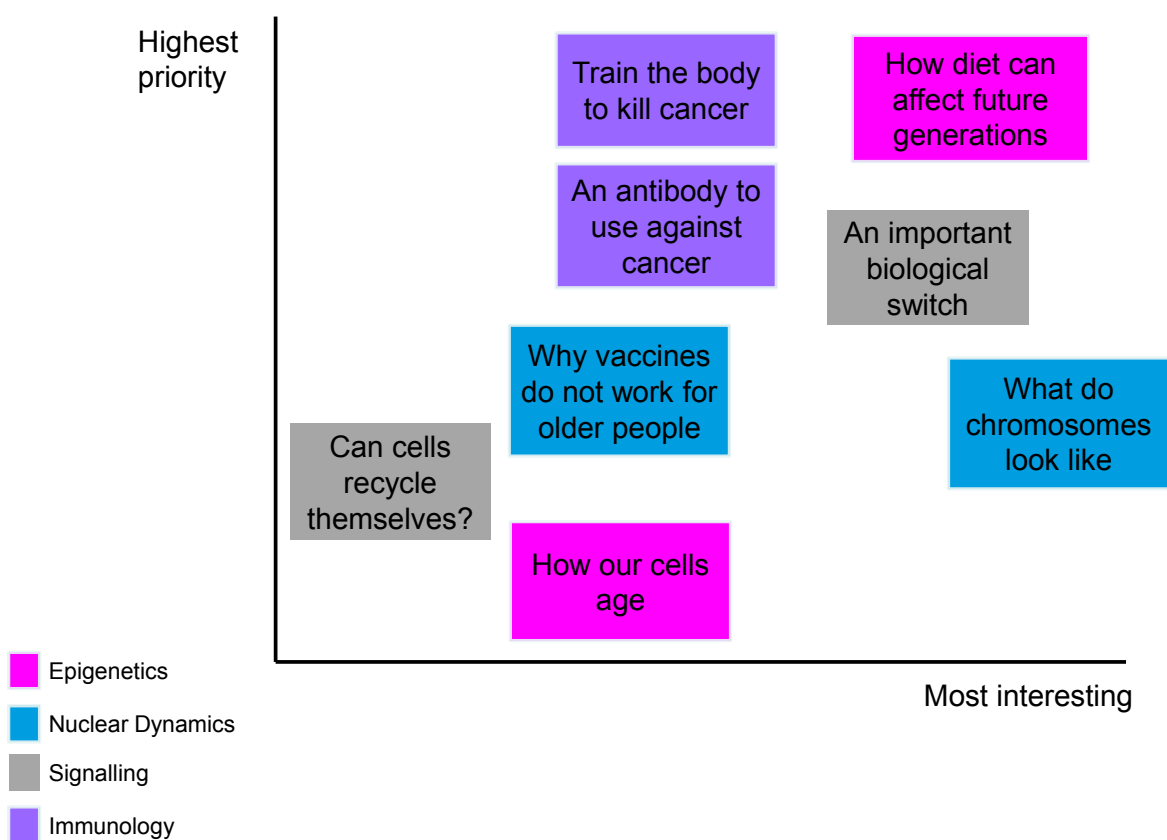 Highest
priority
Train the body
to kill cancer
How diet can
affect future
generations
An antibody to
use against
cancer
An important
biological
switch
Why vaccines
do not work for
older people
What do
chromosomes
look like
Can cells
recycle
themselves?
How our cells
age
Most interesting
Epigenetics
Nuclear Dynamics
Signalling
Immunology